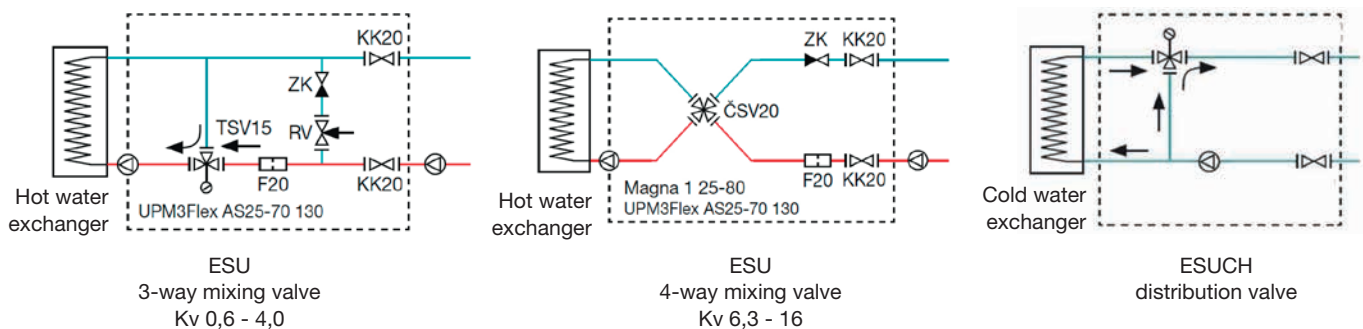 KK20
ZK
TSV15
RV
F20
KK20
Hot water
exchanger
UPM3Flex AS25-70 130
ESU
3-way mixing valve
Kv 0,6 - 4,0
ZK KK20
ČSV20
F20 KK20
Hot water
exchanger
Magna 1 25-80
UPM3Flex AS25-70 130
ESU
4-way mixing valve
Kv 6,3 - 16
Cold water
exchanger
ESUCH
distribution valve